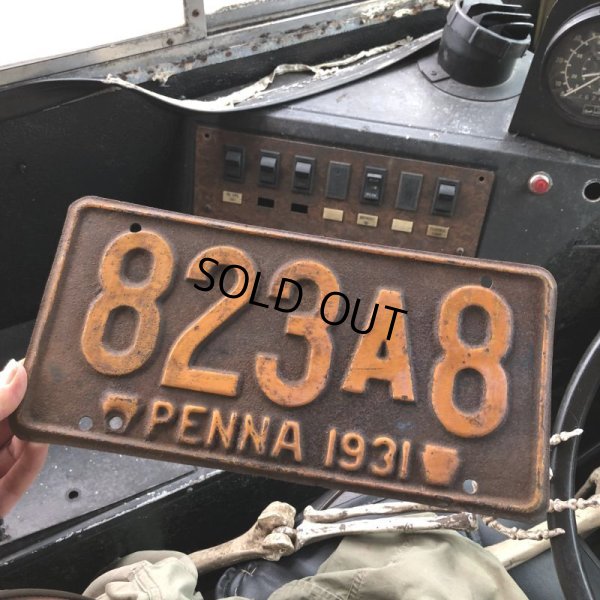 823A8
SOLD OUT
PENNA 1931